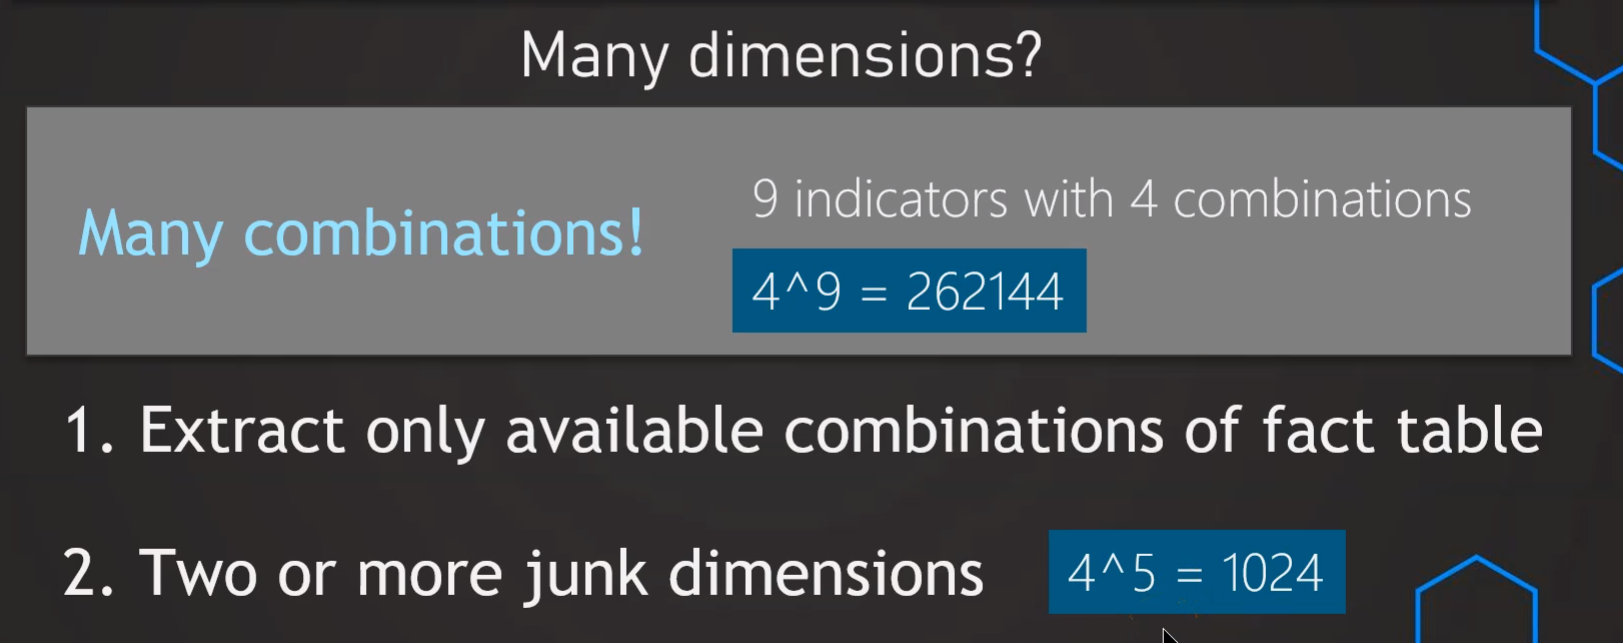 Many dimensions?
Many combinations!
9 indicators with 4 combinations
4^9 = 262144
1. Extract only available combinations of fact table
2. Two or more junk dimensions
4^5 = 1024